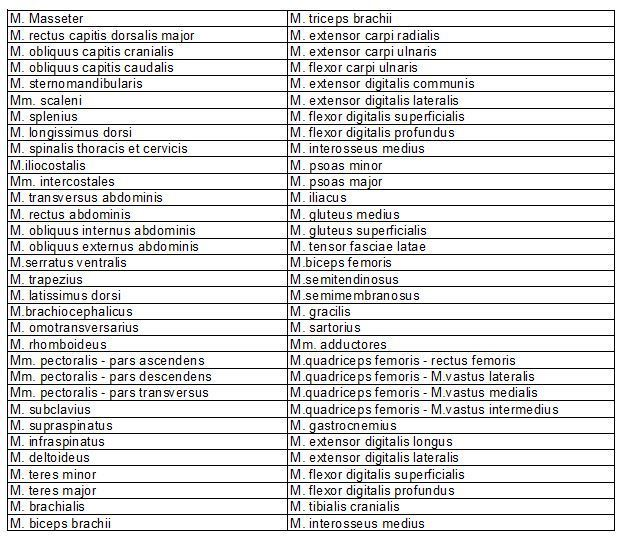 M. Masseter M. triceps brachii
M. rectus capitis dorsalis major M. extensor carpi radialis
M. obliquus capitis cranialis M. extensor carpi ulnaris
M. obliquus capitis caudalis M. flexor carpi ulnaris
M. sternomandibularis M. extensor digitalis communis
Mm. scaleni M. extensor digitalis lateralis
M. splenius M. flexor digitalis superficialis
M. longissimus dorsi M. flexor digitalis profundus
M. spinalis thoracis et cervicis M. interosseus medius
M.iliocostalis M. psoas minor
Mm. intercostales M. psoas major
M. transversus abdominis M. iliacus
M. rectus abdominis M. gluteus medius
M. obliquus internus abdominis M. gluteus superficialis
M. obliquus externus abdominis M. tensor fasciae latae
M.serratus ventralis M.biceps femoris
M. trapezius M.semitendinosus
M. latissimus dorsi M.semimembranosus
M.brachiocephalicus M. gracilis
M. omotransversarius M. sartorius
M. rhomboideus Mm. adductores
Mm. pectoralis - pars ascendens M.quadriceps femoris - rectus femoris
Mm. pectoralis - pars descendens M.quadriceps femoris - M.vastus lateralis
Mm. pectoralis - pars transversus M.quadriceps femoris - M.vastus medialis
M. subclavius M.quadriceps femoris - M.vastus intermedius
M. supraspinatus M. gastrocnemius
M. infraspinatus M. extensor digitalis longus
M. deltoideus M. extensor digitalis lateralis
M. teres minor M. flexor digitalis superficialis
M. teres major M. flexor digitalis profundus
M. brachialis M. tibialis cranialis
M. biceps brachii M. interosseus medius